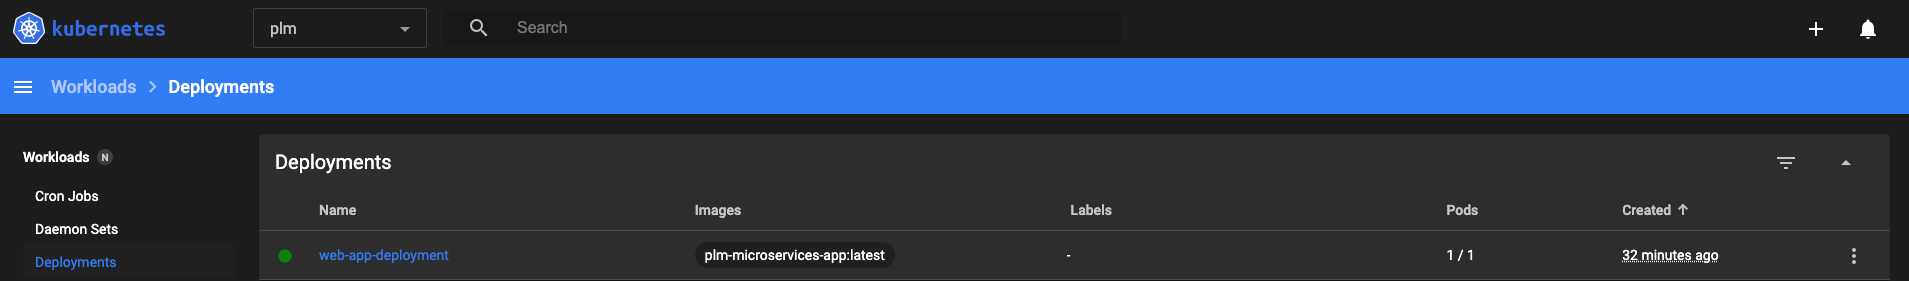 kubernetes
plm
Search
Workloads > Deployments
Workloads N
Cron Jobs
Daemon Sets
Deployments
Deployments
Name Images Labels Pods Created ↑
web-app-deployment plm-microservices-app:latest - 1 / 1 32 minutes ago